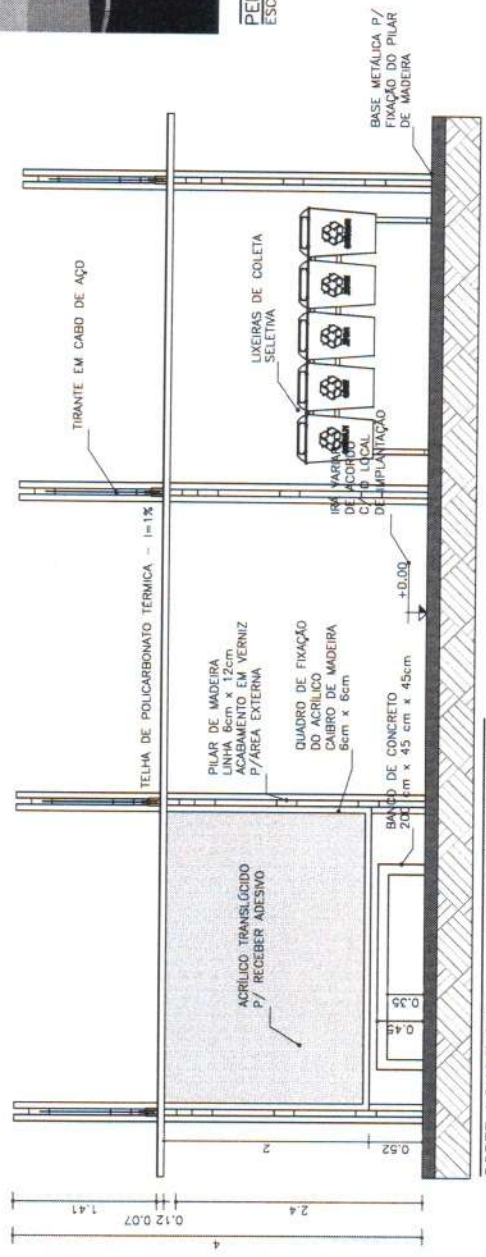 PE
ESC
BASE METÁLICA P/
FIXAÇÃO DO PILAR
DE MADEIRA
TIRANTE EM CABO DE AÇO
LIXEIRAS DE COLETA
SELETIVA
TELHA DE POLICARBONATO TÉRMICA - i=1%
IRÁ VARIAR
DE ACORDO
C/ O LOCAL
DE IMPLANTAÇÃO
+0.00
PILAR DE MADEIRA
LINHA 6cm x 12cm
ACABAMENTO EM VERNIZ
P/ÁREA EXTERNA
QUADRO DE FIXAÇÃO
DO ACRÍLICO
CAIBRO DE MADEIRA
6cm x 6cm
BANCO DE CONCRETO
200 cm x 45 cm x 45cm
ACRÍLICO TRANSLÚCIDO
P/ RECEBER ADESIVO
0.35
0.45
2
0.52
1.41
0.12 0.07
2.4
4